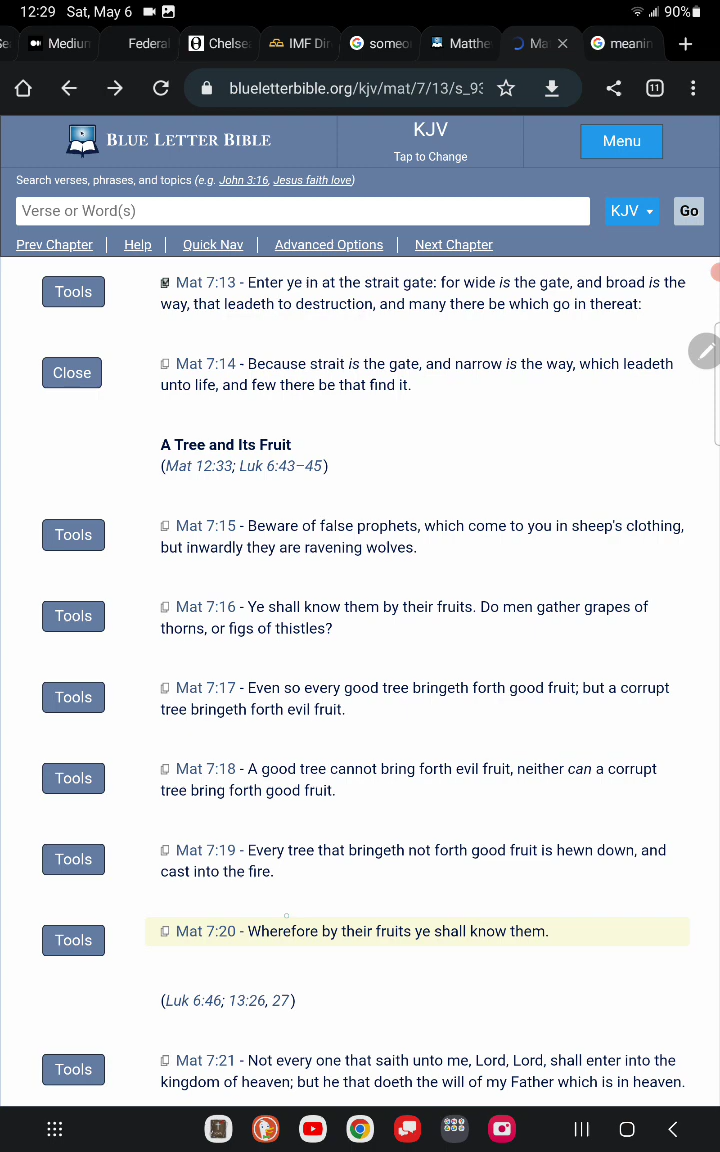 12:29 Sat, May 6 90%
Medium Federal Chelse IMF Dir someo Matthe Ma meanin
blueletterbible.org/kjv/mat/7/13/s_93 11
BLUE LETTER BIBLE KJV Menu
Tap to Change
Search verses, phrases, and topics (e.g. John 3:16, Jesus faith love)
Verse or Word(s) KJV Go
Prev Chapter | Help | Quick Nav | Advanced Options | Next Chapter
Tools Mat 7:13 - Enter ye in at the strait gate: for wide is the gate, and broad is the
way, that leadeth to destruction, and many there be which go in thereat:
Close Mat 7:14 - Because strait is the gate, and narrow is the way, which leadeth
unto life, and few there be that find it.
A Tree and Its Fruit
(Mat 12:33; Luk 6:43–45)
Tools Mat 7:15 - Beware of false prophets, which come to you in sheep's clothing,
but inwardly they are ravening wolves.
Tools Mat 7:16 - Ye shall know them by their fruits. Do men gather grapes of
thorns, or figs of thistles?
Tools Mat 7:17 - Even so every good tree bringeth forth good fruit; but a corrupt
tree bringeth forth evil fruit.
Tools Mat 7:18 - A good tree cannot bring forth evil fruit, neither can a corrupt
tree bring forth good fruit.
Tools Mat 7:19 - Every tree that bringeth not forth good fruit is hewn down, and
cast into the fire.
Tools Mat 7:20 - Wherefore by their fruits ye shall know them.
(Luk 6:46; 13:26, 27)
Tools Mat 7:21 - Not every one that saith unto me, Lord, Lord, shall enter into the
kingdom of heaven; but he that doeth the will of my Father which is in heaven.